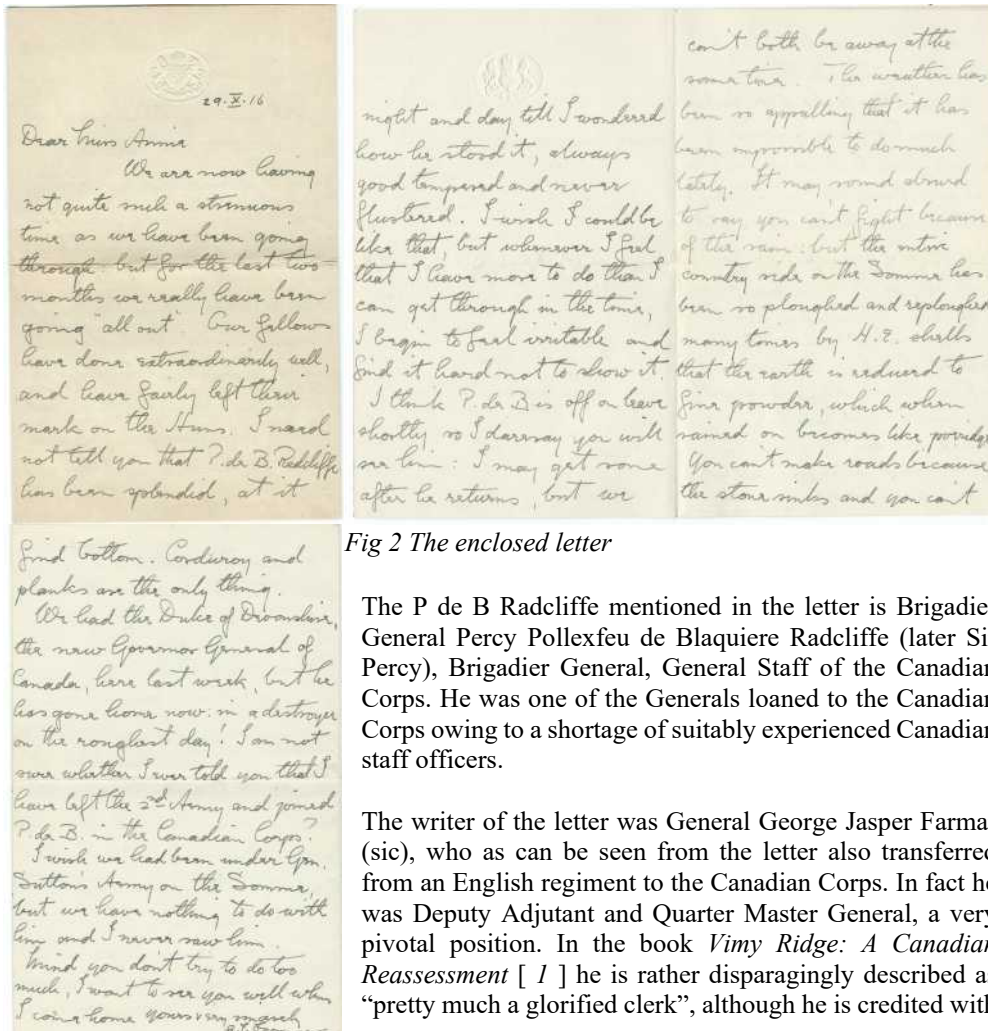 29.X.16
Dear Miss Annie
We are now having
not quite such a strenuous
time as we have been going
through: but for the last two
months we really have been
going "all out". Our fellows
have done extraordinarily well,
and have fairly left their
mark on the Huns. I need
not tell you that P. de B. Radcliffe
has been splendid, at it
night and day till I wondered
how he stood it, always
good tempered and never
flustered. I wish I could be
like that, but whenever I feel
that I have more to do than I
can get through in the time,
I begin to feel irritable and
find it hard not to show it.
I think P. de B is off on leave
shortly so I daresay you will
see him: I may get some
after he returns, but we
can't both be away at the
same time. The weather has
been so appalling that it has
been impossible to do much
lately. It may sound absurd
to say you can't fight because
of the rain: but the entire
country side on the Somme has
been so ploughed and reploughed
many times by H.E. shells
that the earth is reduced to
fine powder, which when
rained on becomes like porridge
You can't make roads because
the stone sinks and you can't
find bottom. Corduroy and
planks are the only thing.
We had the Duke of Devonshire,
the new Governor General of
Canada, here last week, but he
has gone home now: in a destroyer
on the roughest day! I am not
sure whether I ever told you that I
have left the 2nd Army and joined
P. de B. in the Canadian Corps?
I wish we had been under Gen.
Sutton's Army on the Somme,
but we have nothing to do with
him and I never saw him.
Mind you don't try to do too
much, I want to see you well when
I come home yours very much
Fig 2 The enclosed letter
The P de B Radcliffe mentioned in the letter is Brigadie
General Percy Pollexfeu de Blaquiere Radcliffe (later Si
Percy), Brigadier General, General Staff of the Canadian
Corps. He was one of the Generals loaned to the Canadian
Corps owing to a shortage of suitably experienced Canadian
staff officers.
The writer of the letter was General George Jasper Farma
(sic), who as can be seen from the letter also transferred
from an English regiment to the Canadian Corps. In fact he
was Deputy Adjutant and Quarter Master General, a very
pivotal position. In the book Vimy Ridge: A Canadian
Reassessment [ 1 ] he is rather disparagingly described as
"pretty much a glorified clerk", although he is credited with